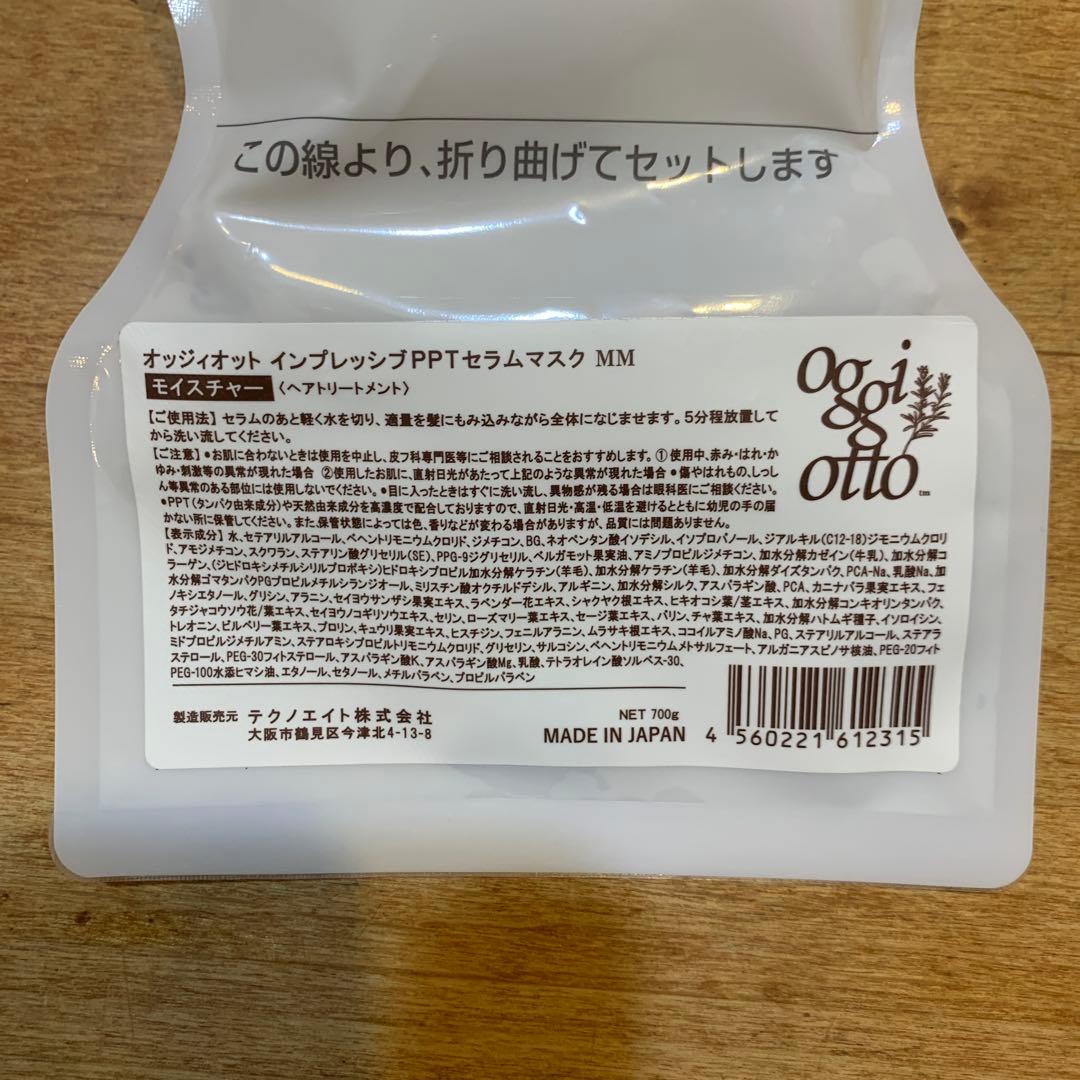 この線より、折り曲げてセットします
オッジィオット インプレッシブPPTセラムマスク MM
モイスチャー 〈ヘアトリートメント〉
oggi
otto
™
【ご使用法】セラムのあと軽く水を切り、適量を髪にもみ込みながら全体になじませます。5分程放置して
から洗い流してください。
【ご注意】●お肌に合わないときは使用を中止し、皮フ科専門医等にご相談されることをおすすめします。①使用中、赤み・はれ・か
ゆみ・刺激等の異常が現れた場合 ②使用したお肌に、直射日光があたって上記のような異常が現れた場合 ●傷やはれもの、しっし
ん等異常のある部位には使用しないでください。●目に入ったときはすぐに洗い流し、異物感が残る場合は眼科医にご相談ください。
●PPT(タンパク由来成分)や天然由来成分を高濃度で配合しておりますので、直射日光・高温・低温を避けるとともに幼児の手の届
かない所に保管してください。また、保管状態によっては色、香りなどが変わる場合がありますが、品質には問題ありません。
【表示成分】水、セテアリルアルコール、ベヘントリモニウムクロリド、ジメチコン、BG、ネオペンタン酸イソデシル、イソプロパノール、ジアルキル(C12-18)ジモニウムクロリ
ド、アモジメチコン、スクワラン、ステアリン酸グリセリル(SE)、PPG-9ジグリセリル、ベルガモット果実油、アミノプロピルジメチコン、加水分解カゼイン(牛乳)、加水分解コ
ラーゲン、(ジヒドロキシメチルシリルプロポキシ)ヒドロキシプロピル加水分解ケラチン(羊毛)、加水分解ケラチン(羊毛)、加水分解ダイズタンパク、PCA-Na、乳酸Na、加
水分解ゴマタンパクPGプロピルメチルシランジオール、ミリスチン酸オクチルドデシル、アルギニン、加水分解シルク、アスパラギン酸、PCA、カニナバラ果実エキス、フェ
ノキシエタノール、グリシン、アラニン、セイヨウサンザシ果実エキス、ラベンダー花エキス、シャクヤク根エキス、ヒキオコシ葉/茎エキス、加水分解コンキオリンタンパク、
タチジャコウソウ花/葉エキス、セイヨウノコギリソウエキス、セリン、ローズマリー葉エキス、セージ葉エキス、バリン、チャ葉エキス、加水分解ハトムギ種子、イソロイシン、
トレオニン、ビルベリー葉エキス、プロリン、キュウリ果実エキス、ヒスチジン、フェニルアラニン、ムラサキ根エキス、ココイルアミノ酸Na、PG、ステアリルアルコール、ステアラ
ミドプロピルジメチルアミン、ステアロキシプロピルトリモニウムクロリド、グリセリン、サルコシン、ベヘントリモニウムメトサルフェート、アルガニアスピノサ核油、PEG-20フィト
ステロール、PEG-30フィトステロール、アスパラギン酸K、アスパラギン酸Mg、乳酸、テトラオレイン酸ソルベス-30、
PEG-100水添ヒマシ油、エタノール、セタノール、メチルパラベン、プロピルパラベン
製造販売元 テクノエイト株式会社
大阪市鶴見区今津北4-13-8
NET 700g
MADE IN JAPAN
4 560221 612315